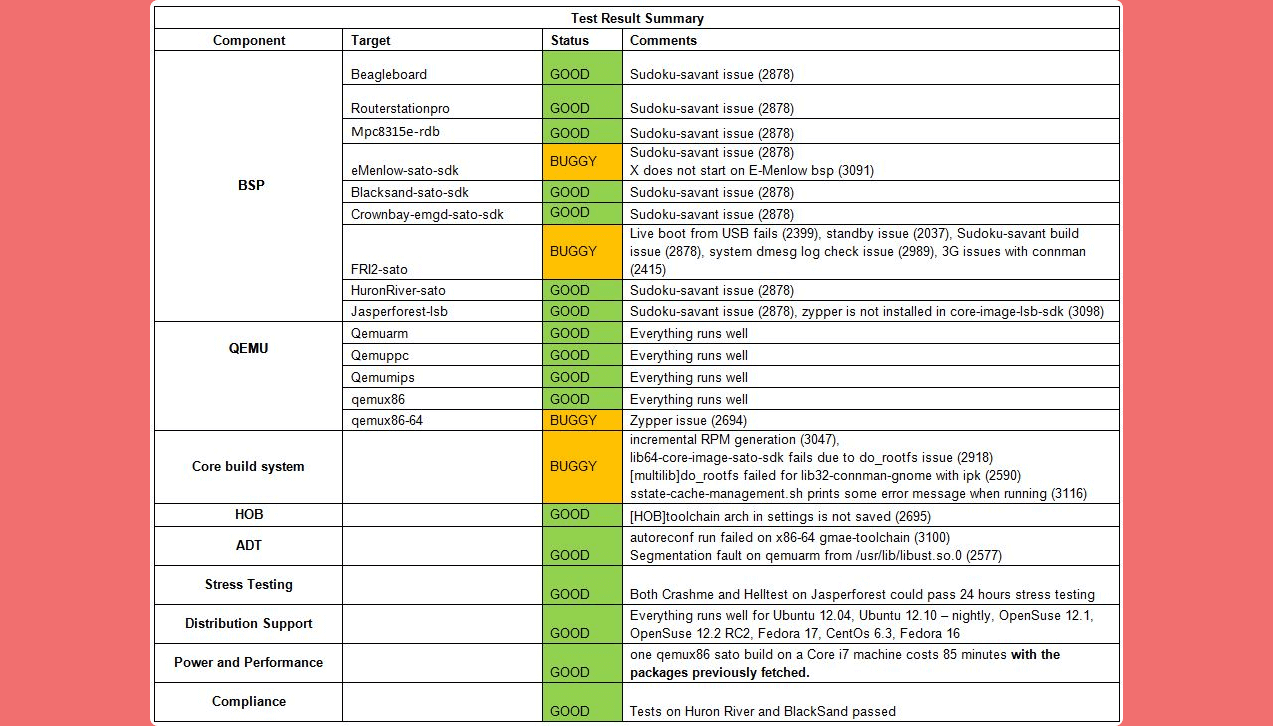 Test Result Summary
Component Target Status Comments
BSP
Beagleboard GOOD Sudoku-savant issue (2878)
Routerstationpro GOOD Sudoku-savant issue (2878)
Mpc8315e-rdb GOOD Sudoku-savant issue (2878)
eMenlow-sato-sdk BUGGY Sudoku-savant issue (2878)
X does not start on E-Menlow bsp (3091)
Blacksand-sato-sdk GOOD Sudoku-savant issue (2878)
Crownbay-emgd-sato-sdk GOOD Sudoku-savant issue (2878)
FRI2-sato BUGGY Live boot from USB fails (2399), standby issue (2037), Sudoku-savant build
issue (2878), system dmesg log check issue (2989), 3G issues with connman
(2415)
HuronRiver-sato GOOD Sudoku-savant issue (2878)
Jasperforest-lsb GOOD Sudoku-savant issue (2878), zypper is not installed in core-image-lsb-sdk (3098)
QEMU
Qemuarm GOOD Everything runs well
Qemuppc GOOD Everything runs well
Qemumips GOOD Everything runs well
qemux86 GOOD Everything runs well
qemux86-64 BUGGY Zypper issue (2694)
Core build system BUGGY incremental RPM generation (3047),
lib64-core-image-sato-sdk fails due to do_rootfs issue (2918)
[multilib]do_rootfs failed for lib32-connman-gnome with ipk (2590)
sstate-cache-management.sh prints some error message when running (3116)
HOB GOOD [HOB]toolchain arch in settings is not saved (2695)
ADT GOOD autoreconf run failed on x86-64 gmae-toolchain (3100)
Segmentation fault on qemuarm from /usr/lib/libust.so.0 (2577)
Stress Testing GOOD Both Crashme and Helltest on Jasperforest could pass 24 hours stress testing
Distribution Support GOOD Everything runs well for Ubuntu 12.04, Ubuntu 12.10 – nightly, OpenSuse 12.1,
OpenSuse 12.2 RC2, Fedora 17, CentOs 6.3, Fedora 16
Power and Performance GOOD one qemux86 sato build on a Core i7 machine costs 85 minutes with the
packages previously fetched.
Compliance GOOD Tests on Huron River and BlackSand passed